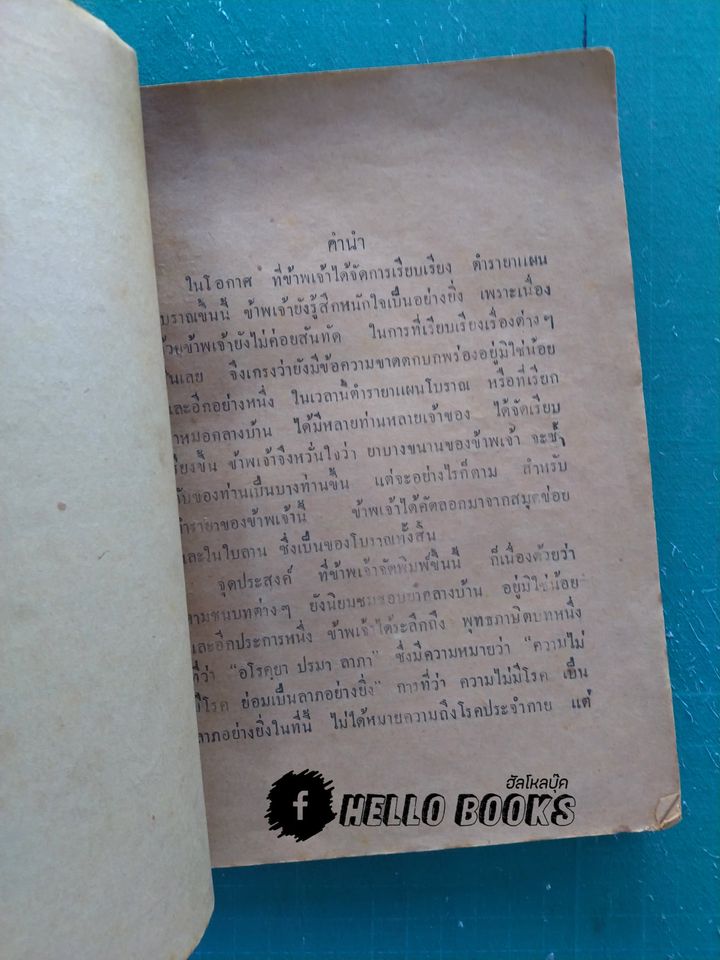 คำนำ
ในโอกาศ ที่ข้าพเจ้าได้จัดการเรียบเรียง ตำรายาแผน
บราณขึ้นนี้ ข้าพเจ้ายังรู้สึกหนักใจเป็นอย่างยิ่ง เพราะเนื่อง
ข้าพเจ้ายังไม่ค่อยสันทัด ในการที่เรียบเรียงเรื่องต่างๆ
จึงเกรงว่ายังมีข้อความขาดตกบกพร่องอยู่มิใช่น้อย
และอีกอย่างหนึ่ง ในเวลานี้ตำรายาแผนโบราณ หรือที่เรียก
หมอกลางบ้าน ได้มีหลายท่านหลายเจ้าของ ได้จัดเรียบ
ขึ้น ข้าพเจ้าจึงหวั่นใจว่า ยาบางขนานของข้าพเจ้า จะซ้ำ
ของท่านเป็นบางท่านขึ้น แต่จะอย่างไรก็ตาม สำหรับ
ตำรายาของข้าพเจ้านี้ ข้าพเจ้าได้คัดลอกมาจากสมุดข่อย
และในใบลาน ซึ่งเป็นของโบราณทั้งสิ้น
จุดประสงค์ ที่ข้าพเจ้าจัดพิมพ์ขึ้นนี้ ก็เนื่องด้วยว่า
ตามชนบทต่างๆ ยังนิยมชมชอบยากลางบ้าน อยู่มิใช่น้อย
และอีกประการหนึ่ง ข้าพเจ้าได้ระลึกถึง พุทธภาษิตบทหนึ่ง
ที่ว่า “อโรคฺยา ปรมา ลาภา” ซึ่งมีความหมายว่า “ความไม่
มีโรค ย่อมเป็นลาภอย่างยิ่ง” การที่ว่า ความไม่มีโรค เป็น
ลาภอย่างยิ่งในที่นี้ ไม่ได้หมายความถึงโรคประจำกาย แต่
ฮัลโหลบุ๊ค
f HELLO BOOKS